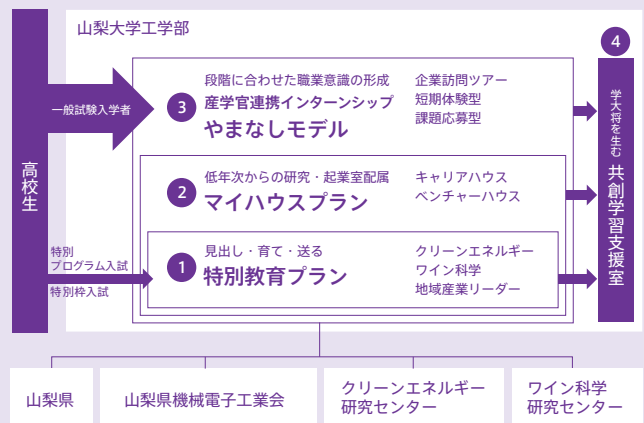 山梨大学工学部
高校生
一般試験入学者
3
段階に合わせた職業意識の形成
産学官連携インターンシップ
やまなしモデル
企業訪問ツアー
短期体験型
課題応募型
2
低年次からの研究・起業室配属
マイハウスプラン
キャリアハウス
ベンチャーハウス
特別
プログラム入試
特別枠入試
1
見出し・育て・送る
特別教育プラン
クリーンエネルギー
ワイン科学
地域産業リーダー
4
学大将を生む 共創学習支援室
山梨県
山梨県機械電子工業会
クリーンエネルギー
研究センター
ワイン科学
研究センター